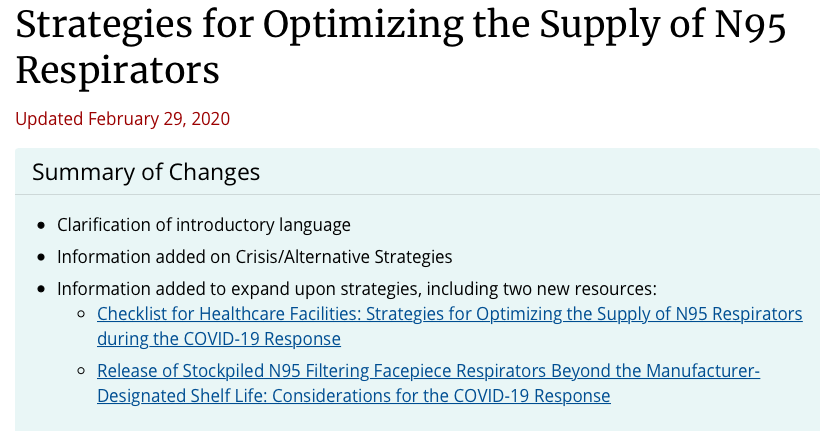 Strategies for Optimizing the Supply of N95
Respirators
Updated February 29, 2020
Summary of Changes
• Clarification of introductory language
• Information added on Crisis/Alternative Strategies
• Information added to expand upon strategies, including two new resources:
◦ Checklist for Healthcare Facilities: Strategies for Optimizing the Supply of N95 Respirators
during the COVID-19 Response
◦ Release of Stockpiled N95 Filtering Facepiece Respirators Beyond the Manufacturer-
Designated Shelf Life: Considerations for the COVID-19 Response